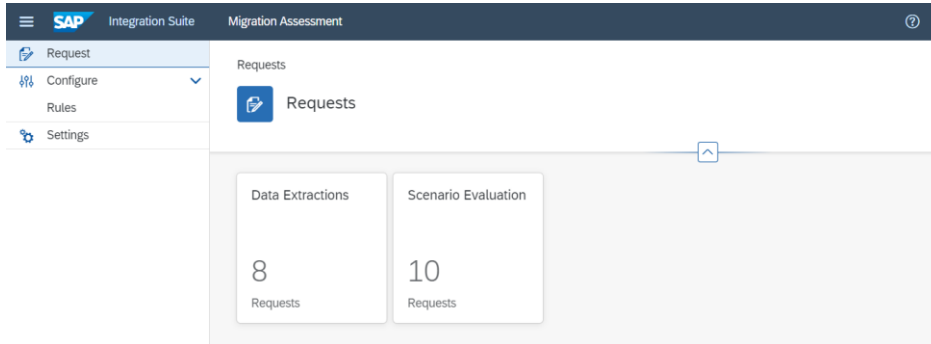 SAP Integration Suite Migration Assessment
Request
Configure
Rules
Settings
Requests
Requests
Data Extractions
8
Requests
Scenario Evaluation
10
Requests